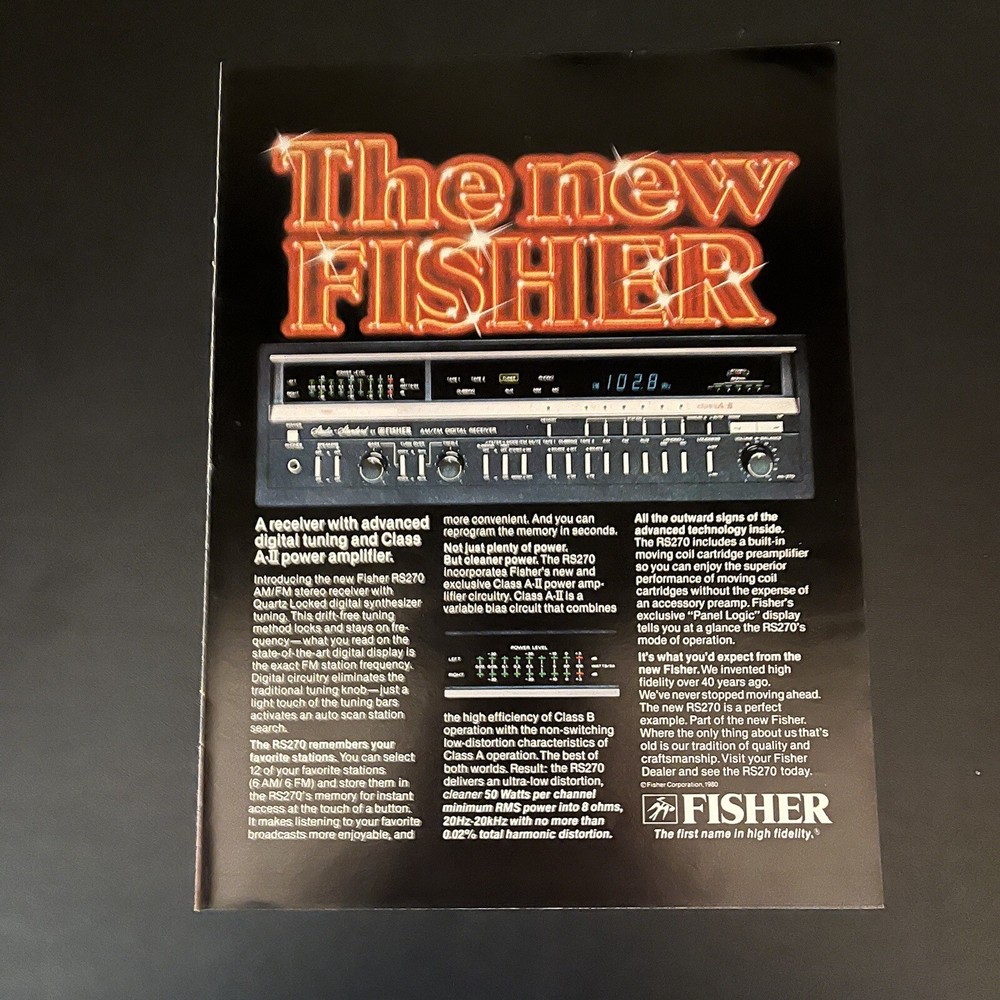 The new
FISHER
102.8
Studio-Standard by FISHER AM/FM DIGITAL RECEIVER
A receiver with advanced
digital tuning and Class
A-II power amplifier.
Introducing the new Fisher RS270
AM/FM stereo receiver with
Quartz Locked digital synthesizer
tuning. This drift-free tuning
method locks and stays on fre-
quency—what you read on the
state-of-the-art digital display is
the exact FM station frequency.
Digital circuitry eliminates the
traditional tuning knob—just a
light touch of the tuning bars
activates an auto scan station
search.
The RS270 remembers your
favorite stations. You can select
12 of your favorite stations
(6 AM/ 6 FM) and store them in
the RS270's memory for instant
access at the touch of a button.
It makes listening to your favorite
broadcasts more enjoyable, and
more convenient. And you can
reprogram the memory in seconds.
Not just plenty of power.
But cleaner power. The RS270
incorporates Fisher's new and
exclusive Class A-II power amp-
lifier circuitry. Class A-II is a
variable bias circuit that combines
POWER LEVEL
LEFT
RIGHT
the high efficiency of Class B
operation with the non-switching
low-distortion characteristics of
Class A operation. The best of
both worlds. Result: the RS270
delivers an ultra-low distortion,
cleaner 50 Watts per channel
minimum RMS power into 8 ohms,
20Hz-20kHz with no more than
0.02% total harmonic distortion.
All the outward signs of the
advanced technology inside.
The RS270 includes a built-in
moving coil cartridge preamplifier
so you can enjoy the superior
performance of moving coil
cartridges without the expense of
an accessory preamp. Fisher's
exclusive "Panel Logic" display
tells you at a glance the RS270's
mode of operation.
It's what you'd expect from the
new Fisher. We invented high
fidelity over 40 years ago.
We've never stopped moving ahead.
The new RS270 is a perfect
example. Part of the new Fisher.
Where the only thing about us that's
old is our tradition of quality and
craftsmanship. Visit your Fisher
Dealer and see the RS270 today.
© Fisher Corporation, 1980
FISHER
The first name in high fidelity.®